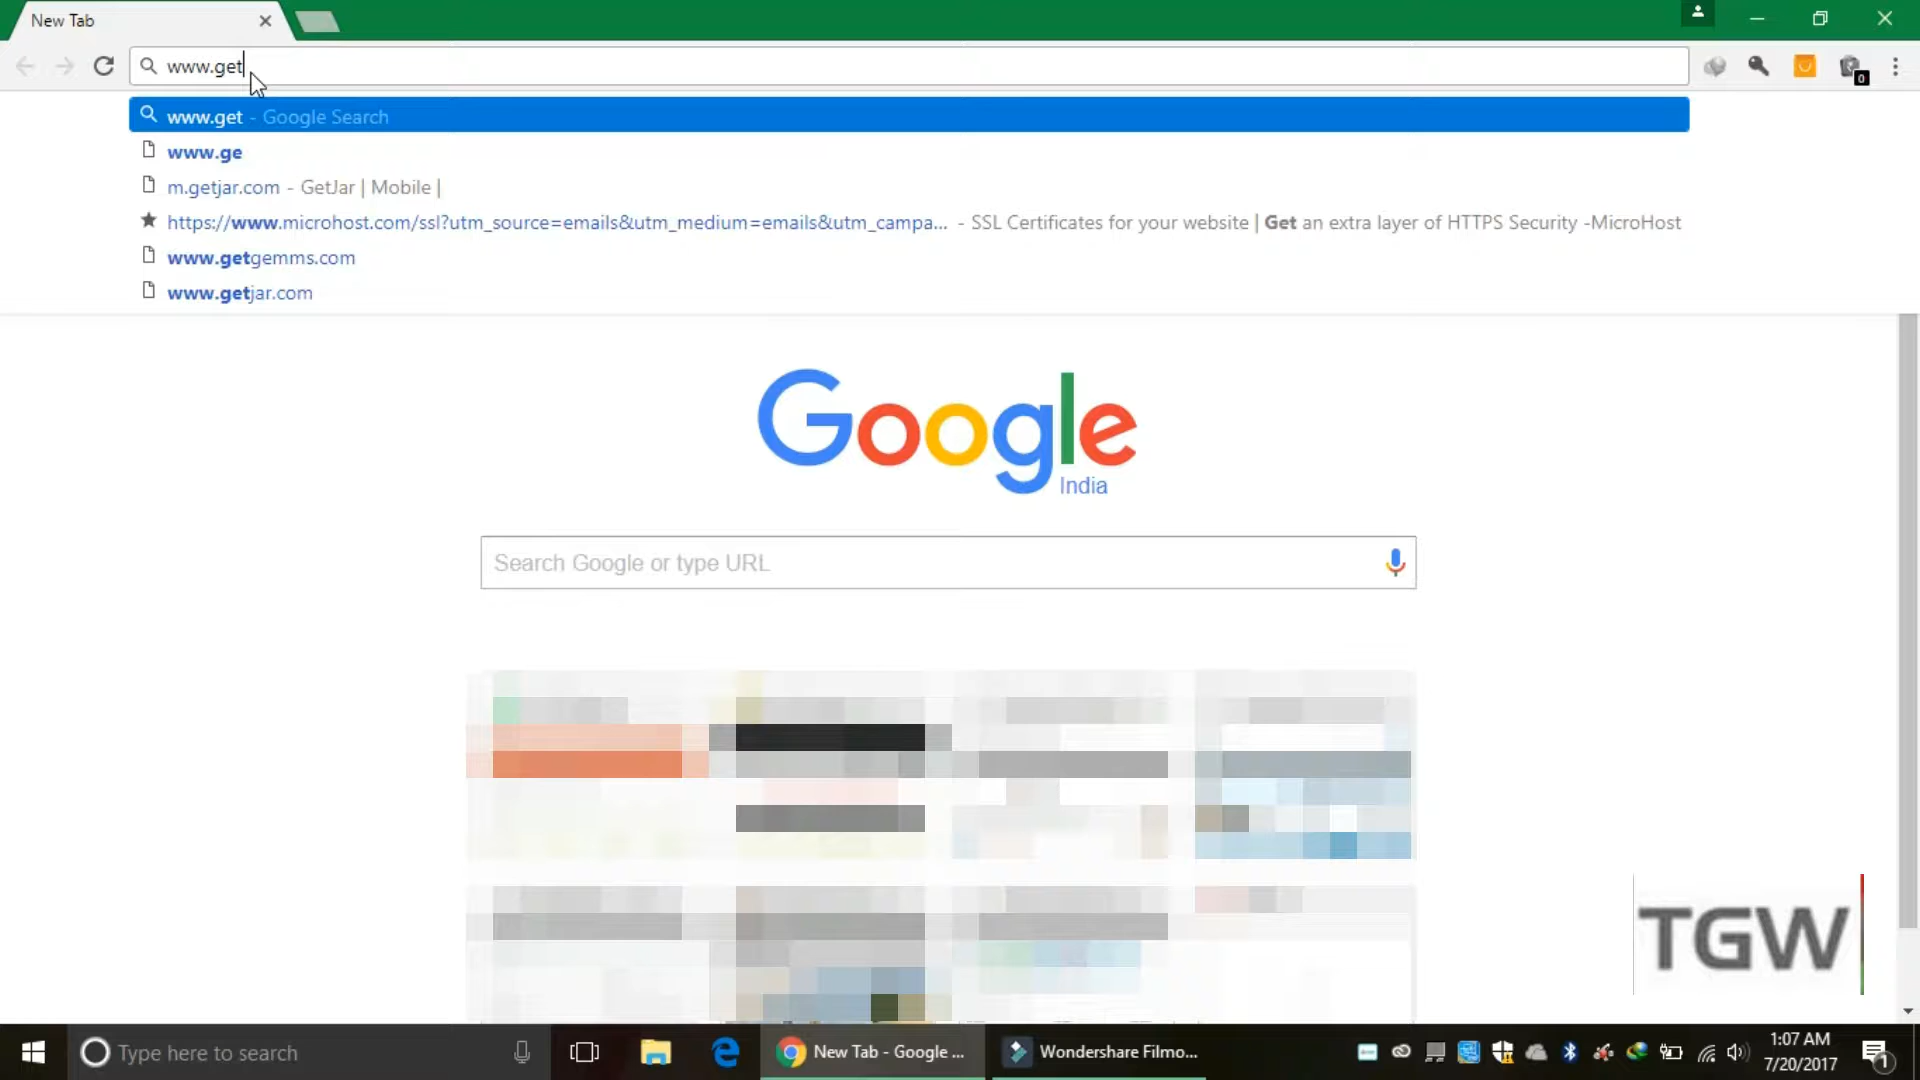 New Tab
www.get
www.get - Google Search
www.ge
m.getjar.com - GetJar | Mobile |
https://www.microhost.com/ssl?utm_source=emails&utm_medium=emails&utm_campa... - SSL Certificates for your website | Get an extra layer of HTTPS Security -MicroHost
www.getgemms.com
www.getjar.com
Google
India
Search Google or type URL
TGW
Type here to search
New Tab - Google ...
Wondershare Filmo...
1:07 AM
7/20/2017
0
1